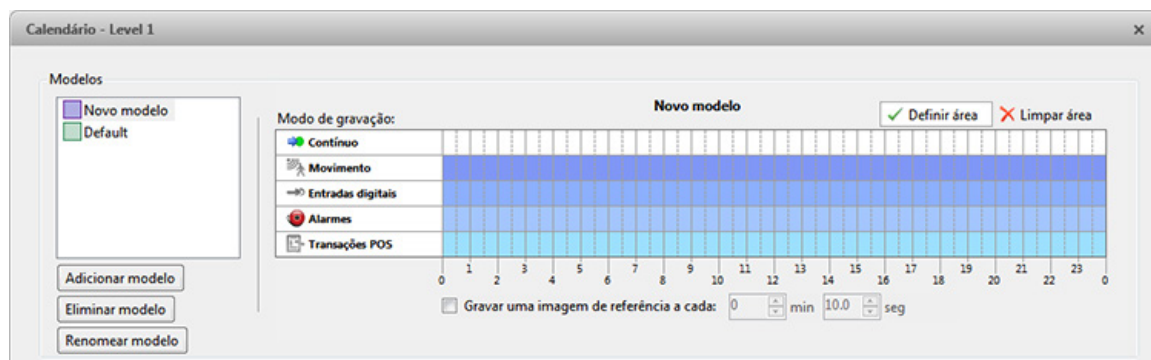 Calendário - Level 1
Modelos
Novo modelo
Default
Adicionar modelo
Eliminar modelo
Renomear modelo
Novo modelo
Modo de gravação:
Definir área
Limpar área
Contínuo
Movimento
Entradas digitais
Alarmes
Transações POS
1 3 5 7 9 11 13 15 17 19 21 23
0 2 4 6 8 10 12 14 16 18 20 22 0
Gravar uma imagem de referência a cada: 0 min 10.0 seg